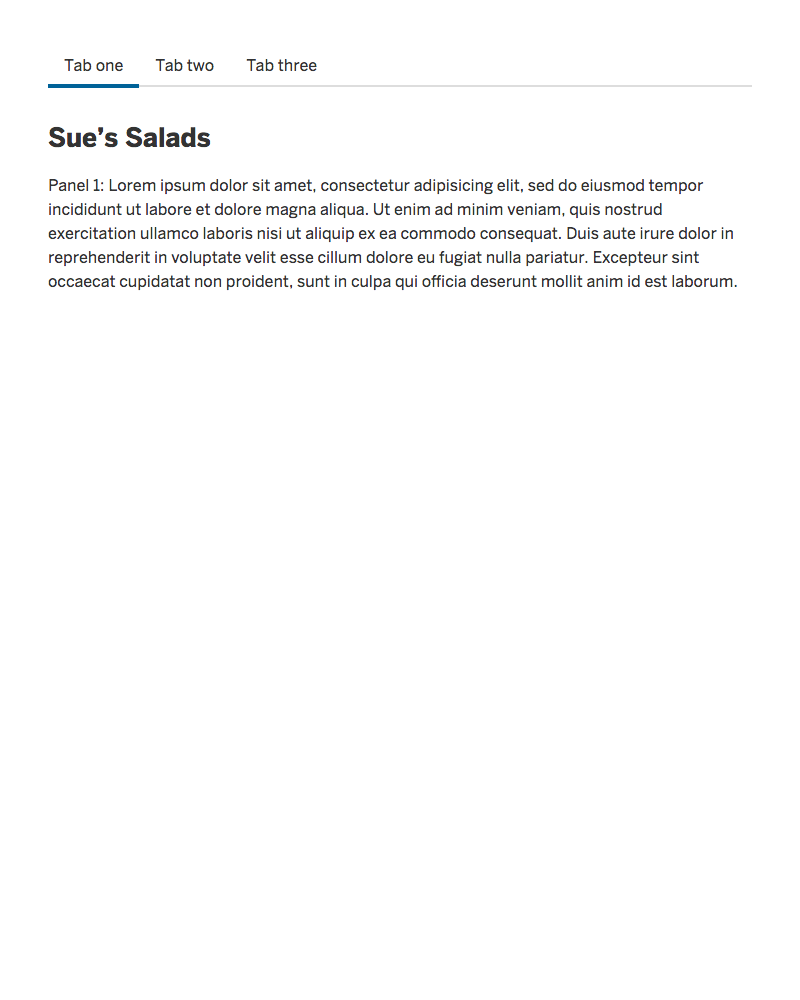 Tab one Tab two Tab three
Sue’s Salads
Panel 1: Lorem ipsum dolor sit amet, consectetur adipisicing elit, sed do eiusmod tempor
incididunt ut labore et dolore magna aliqua. Ut enim ad minim veniam, quis nostrud
exercitation ullamco laboris nisi ut aliquip ex ea commodo consequat. Duis aute irure dolor in
reprehenderit in voluptate velit esse cillum dolore eu fugiat nulla pariatur. Excepteur sint
occaecat cupidatat non proident, sunt in culpa qui officia deserunt mollit anim id est laborum.